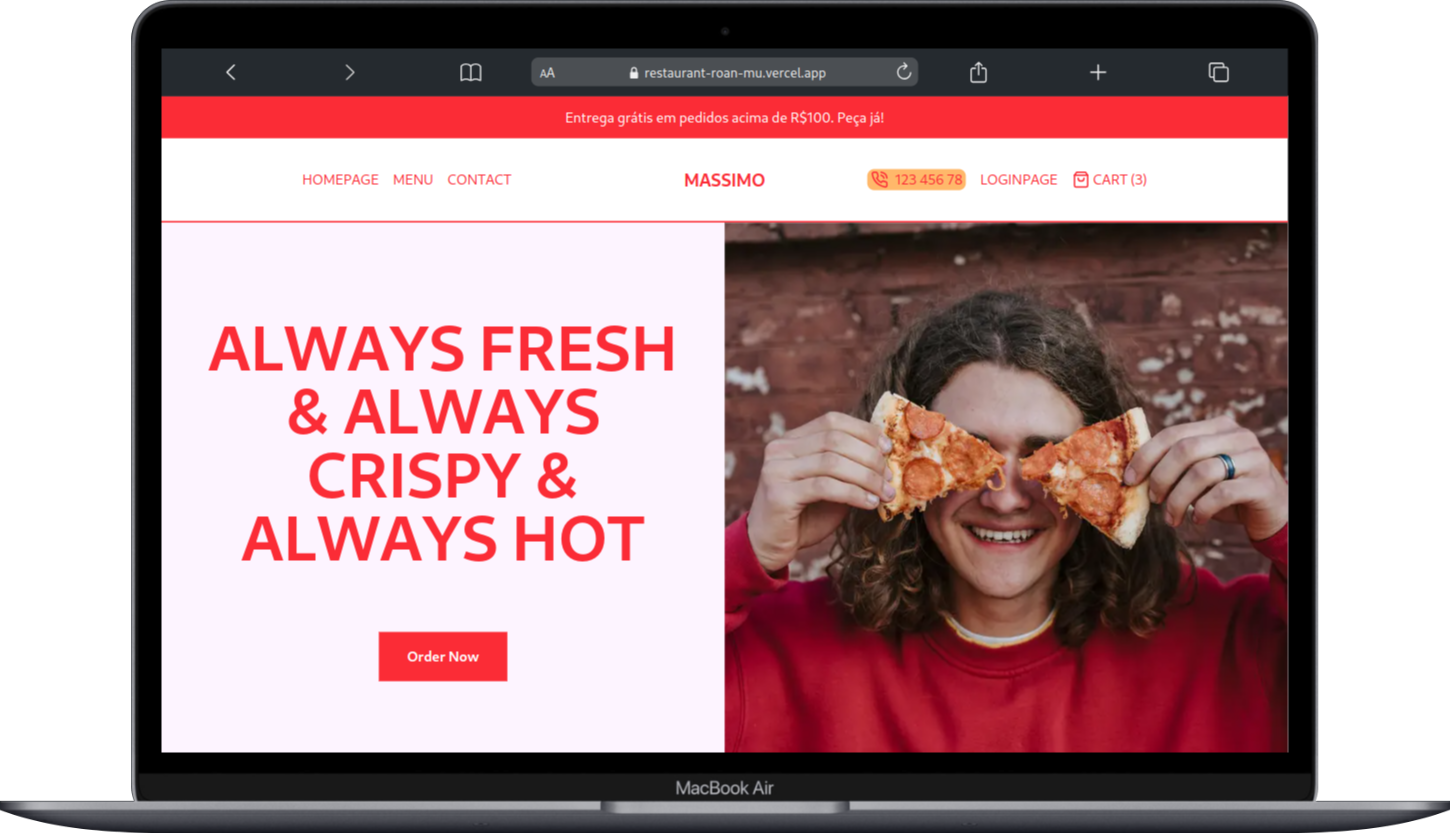 AA restaurant-roan-mu.vercel.app
Entrega grátis em pedidos acima de R$100. Peça já!
HOMEPAGE MENU CONTACT MASSIMO 123 456 78 LOGINPAGE CART (3)
ALWAYS FRESH
& ALWAYS
CRISPY &
ALWAYS HOT
Order Now
MacBook Air